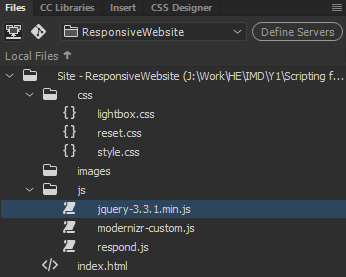 Files CC Libraries Insert CSS Designer
ResponsiveWebsite Define Servers
Local Files
Site - ResponsiveWebsite (J:\Work\HE\IMD\Y1\Scripting f...
css
lightbox.css
reset.css
style.css
images
js
jquery-3.3.1.min.js
modernizr-custom.js
respond.js
index.html